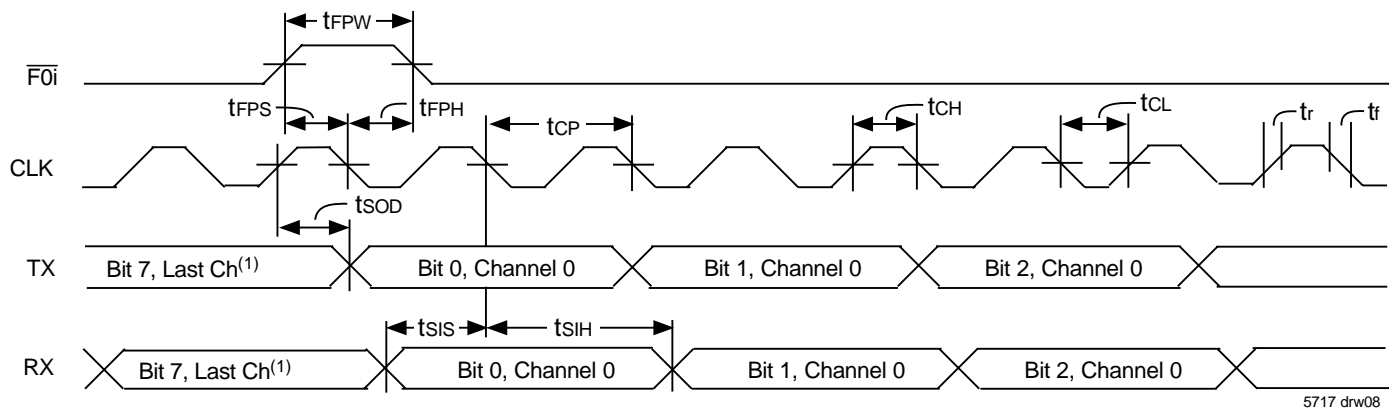 tFPW
F0i
tFPS
tFPH
tCP
tCH
tCL
tr
tf
CLK
tSOD
TX
Bit 7, Last Ch(1)
Bit 0, Channel 0
Bit 1, Channel 0
Bit 2, Channel 0
tSIS
tSIH
RX
Bit 7, Last Ch(1)
Bit 0, Channel 0
Bit 1, Channel 0
Bit 2, Channel 0
5717 drw08